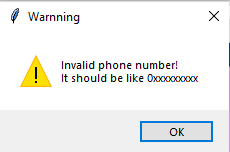 Warnning
Invalid phone number!
It should be like 0xxxxxxxxx
OK